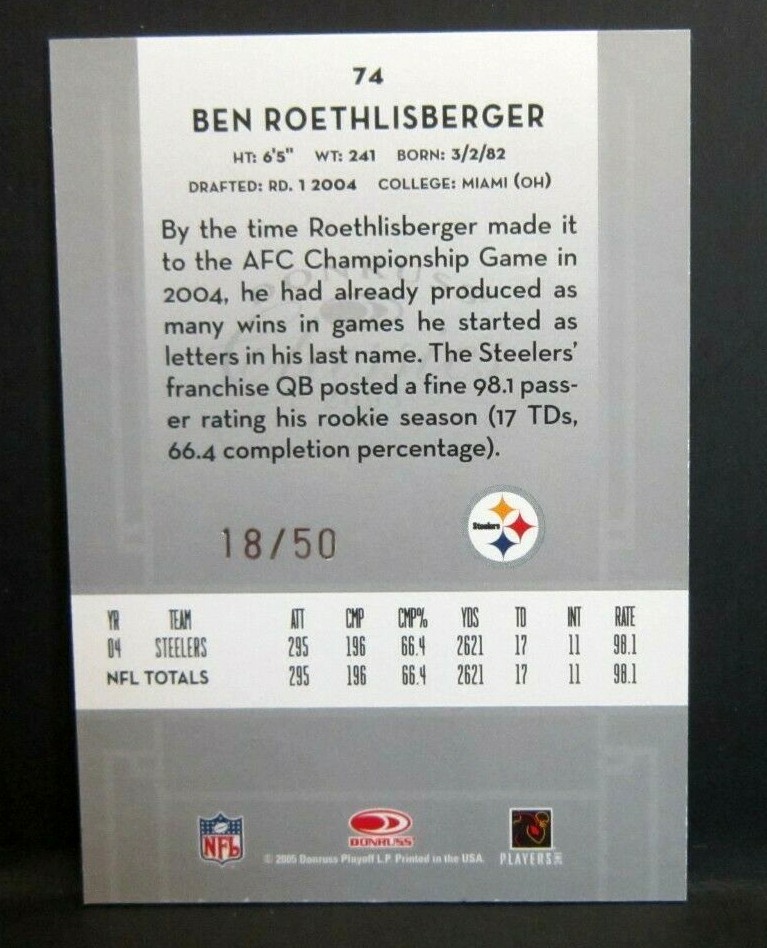 74
BEN ROETHLISBERGER
HT: 6'5" WT: 241 BORN: 3/2/82
DRAFTED: RD. 1 2004 COLLEGE: MIAMI (OH)
By the time Roethlisberger made it
to the AFC Championship Game in
2004, he had already produced as
many wins in games he started as
letters in his last name. The Steelers'
franchise QB posted a fine 98.1 pass-
er rating his rookie season (17 TDs,
66.4 completion percentage).
18/50
Steelers
YR TEAM ATT CMP CMP% YDS TD INT RATE
04 STEELERS 295 196 66.4 2621 17 11 98.1
NFL TOTALS 295 196 66.4 2621 17 11 98.1
NFL
DONRUSS
© 2005 Donruss Playoff L.P. Printed in the USA.
PLAYERS INC